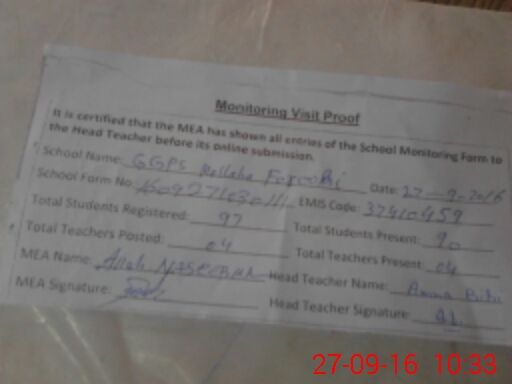 Monitoring Visit Proof
It is certified that the MEA has shown all entries of the School Monitoring Form to
the Head Teacher before its online submission.
School Name: GGPS Date: 27-9-2016
School Form No: EMIS Code: 37410459
Total Students Registered: 97 Total Students Present: 90
Total Teachers Posted: 04 Total Teachers Present: 04
MEA Name: Head Teacher Name: Amna Bibi
MEA Signature: Head Teacher Signature:
27-09-16 10:33